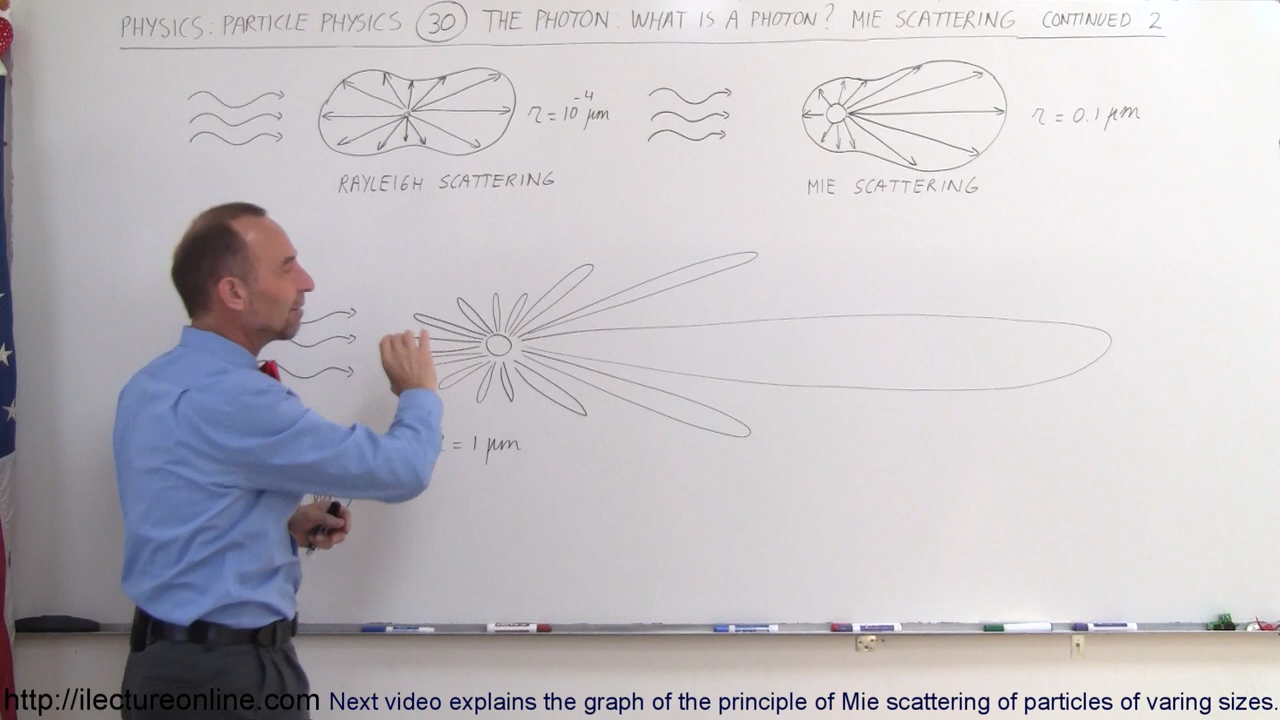 PHYSICS: PARTICLE PHYSICS 30 THE PHOTON: WHAT IS A PHOTON? MIE SCATTERING CONTINUED 2
r = 10⁻⁴ μm
r = 0.1 μm
RAYLEIGH SCATTERING
MIE SCATTERING
= 1 μm
http://ilectureonline.com Next video explains the graph of the principle of Mie scattering of particles of varing sizes.